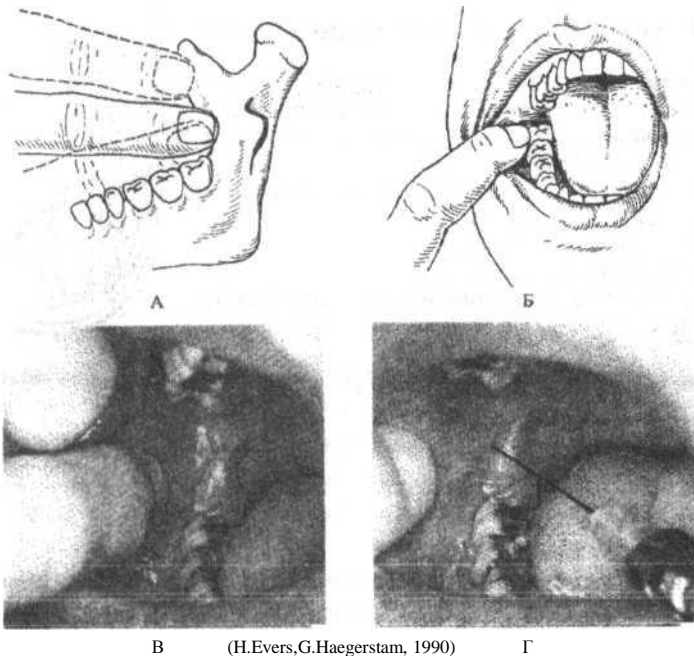 А Б
В (H.Evers,G.Haegerstam, 1990) Г